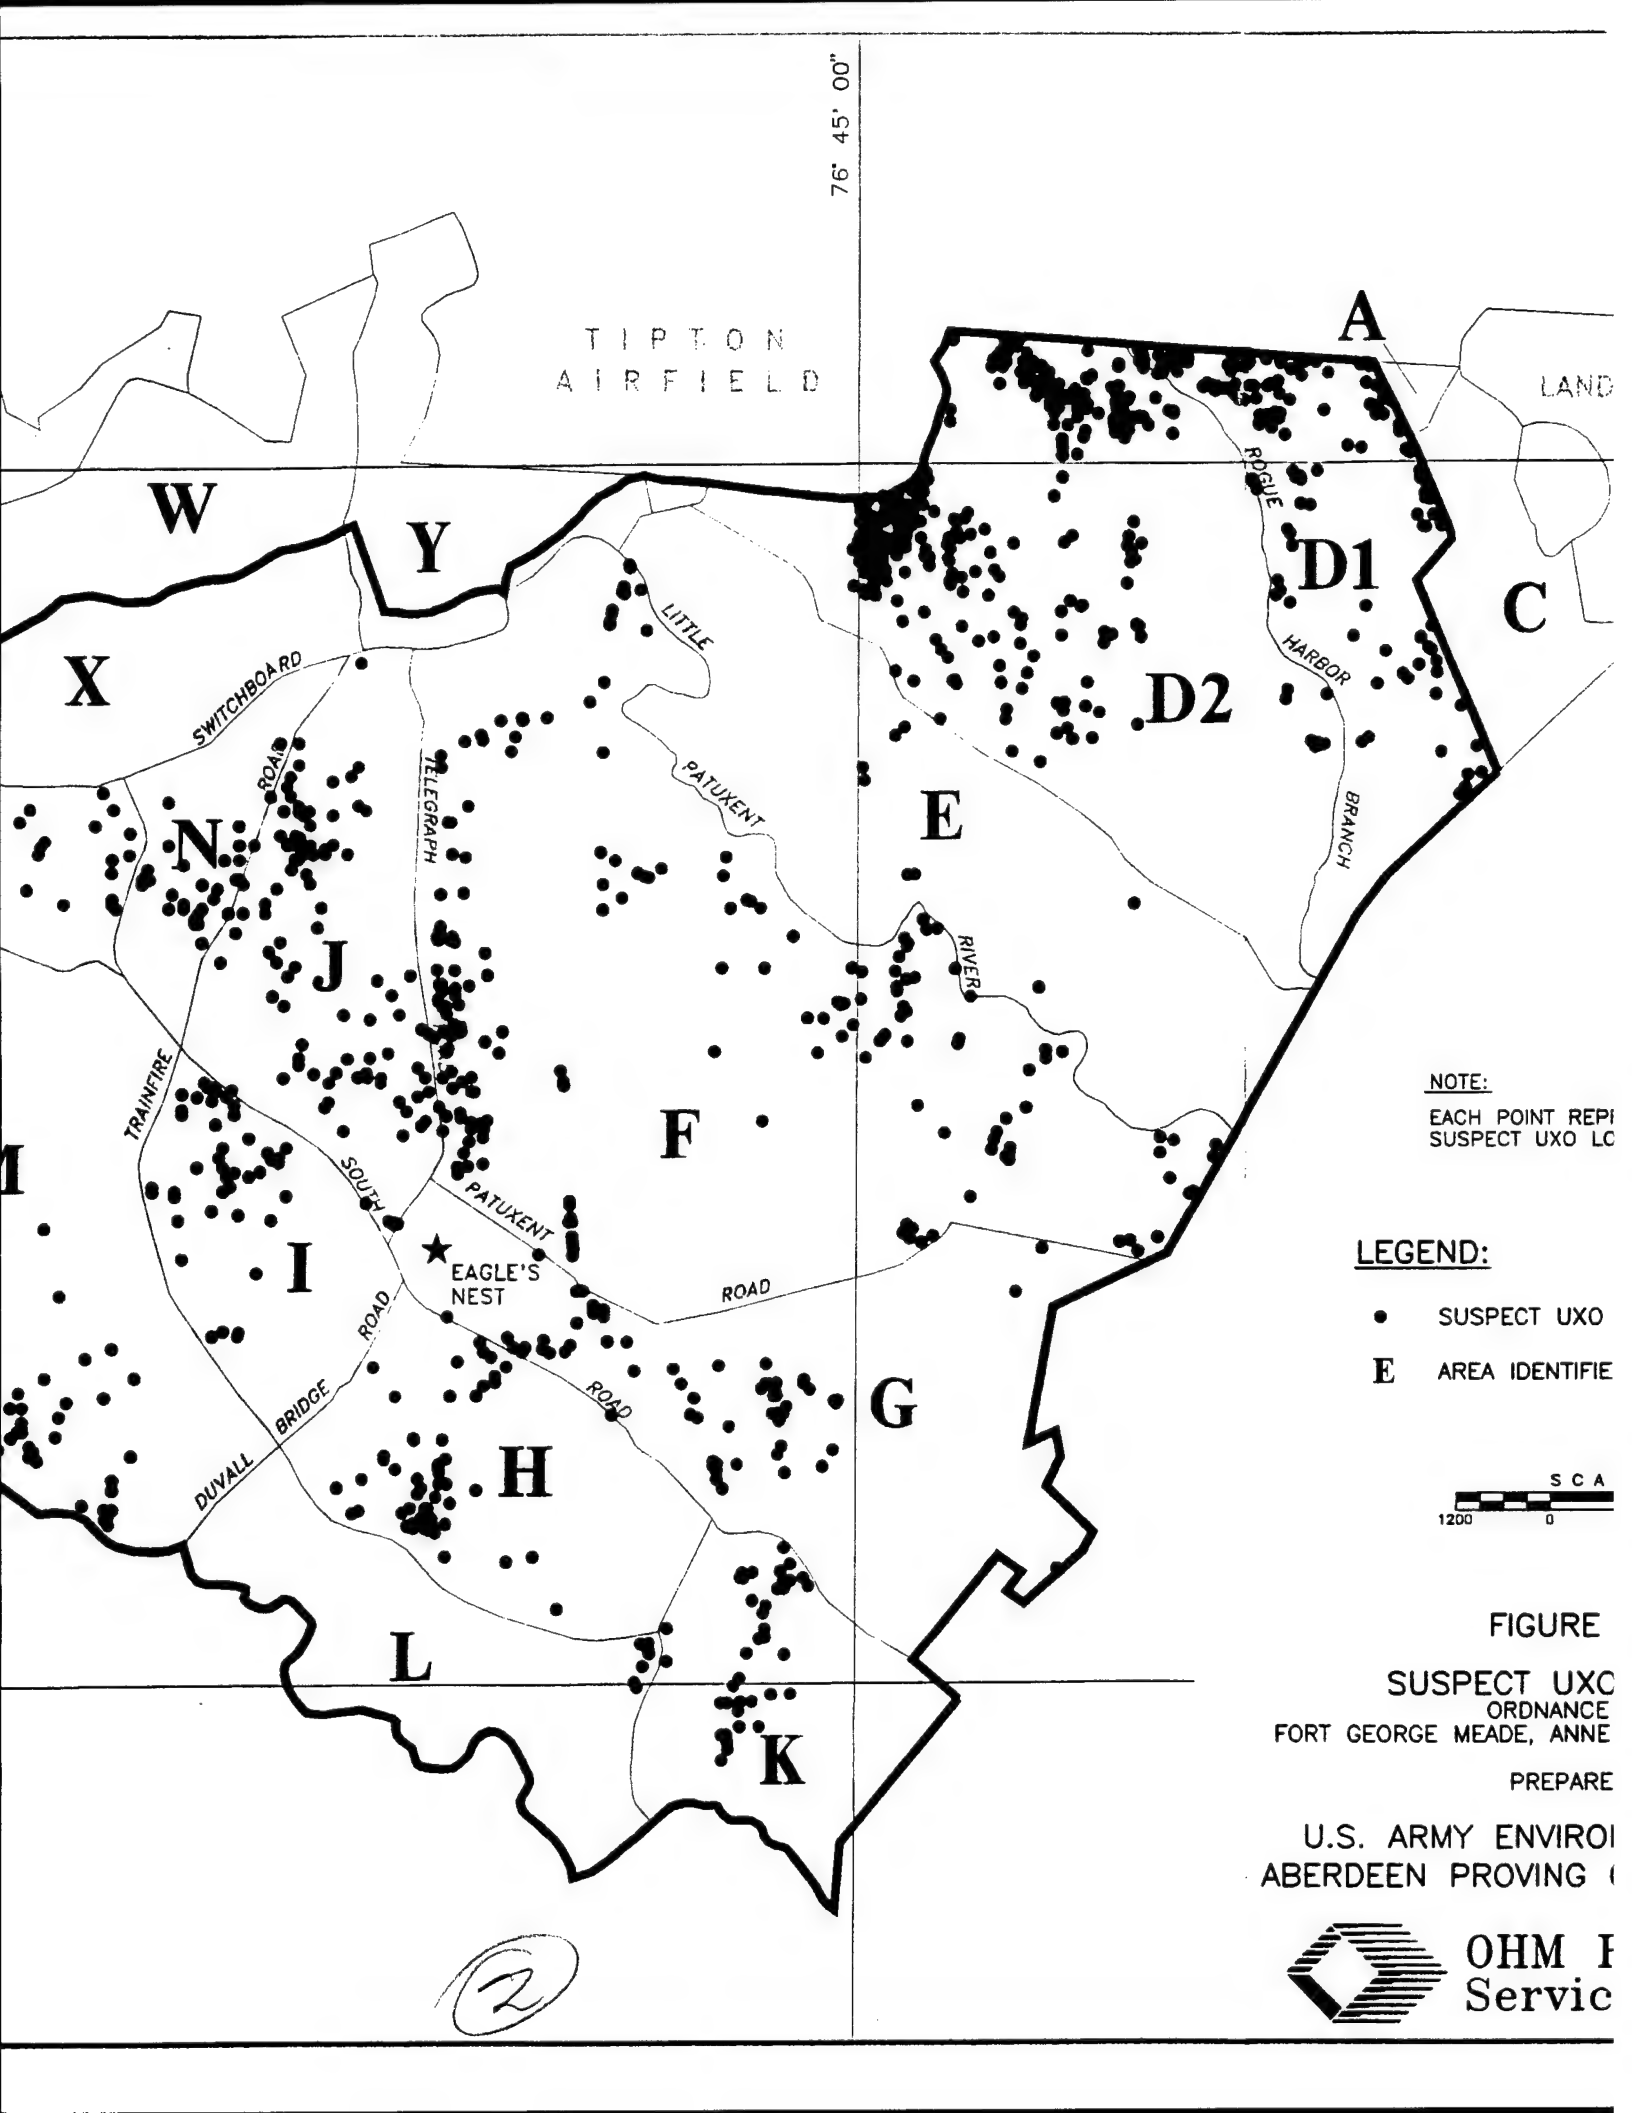 76° 45' 00"
A
TIPTON
AIRFIELD
LAND
W
Y
ROGUE
D1
C
LITTLE
HARBOR
X
SWITCHBOARD
D2
ROAD
TELEGRAPH
PATUXENT
E
BRANCH
N
J
RIVER
TRAINFIRE
NOTE:
EACH POINT REP
SUSPECT UXO LO
F
SOUTH
PATUXENT
EAGLE'S
NEST
I
ROAD
ROAD
LEGEND:
SUSPECT UXO
E AREA IDENTIFIE
G
ROAD
BRIDGE
DUVALL
H
S C A
1200 0
FIGURE
L
SUSPECT UXO
ORDNANCE
FORT GEORGE MEADE, ANNE
K
PREPARE
U.S. ARMY ENVIRO
ABERDEEN PROVING
2
OHM
Servic